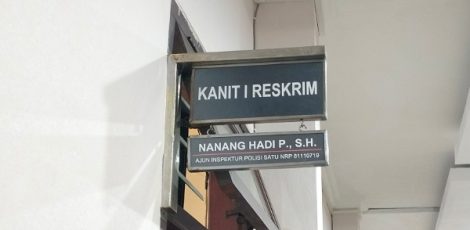 KANIT I RESKRIM
NANANG HADI P., S.H.
AJUN INSPEKTUR POLISI SATU NRP 81110719